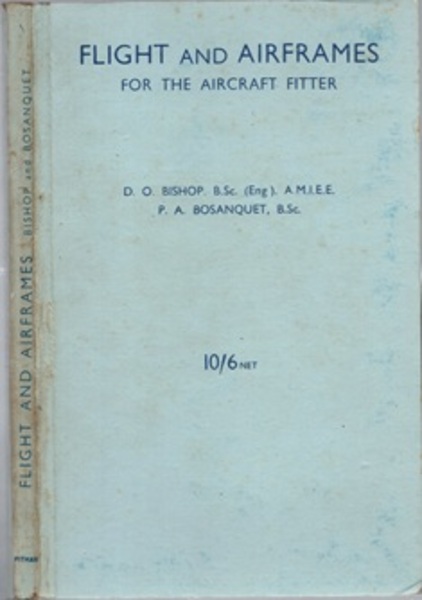 FLIGHT AND AIRFRAMES
FOR THE AIRCRAFT FITTER
D. O. BISHOP. B.Sc. (Eng). A.M.I.E.E.
P. A. BOSANQUET, B.Sc.
10/6 NET
FLIGHT AND AIRFRAMES BISHOP and BOSANQUET
PITMAN